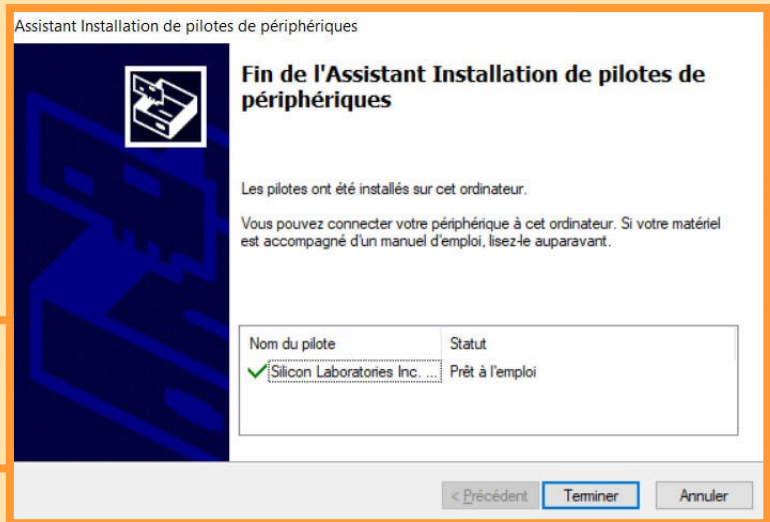 Assistant Installation de pilotes de périphériques
Fin de l'Assistant Installation de pilotes de
périphériques
Les pilotes ont été installés sur cet ordinateur.
Vous pouvez connecter votre périphérique à cet ordinateur. Si votre matériel
est accompagné d'un manuel d'emploi, lisez-le auparavant.
Nom du pilote Statut
Silicon Laboratories Inc. ... Prêt à l'emploi
< Précédent Terminer Annuler